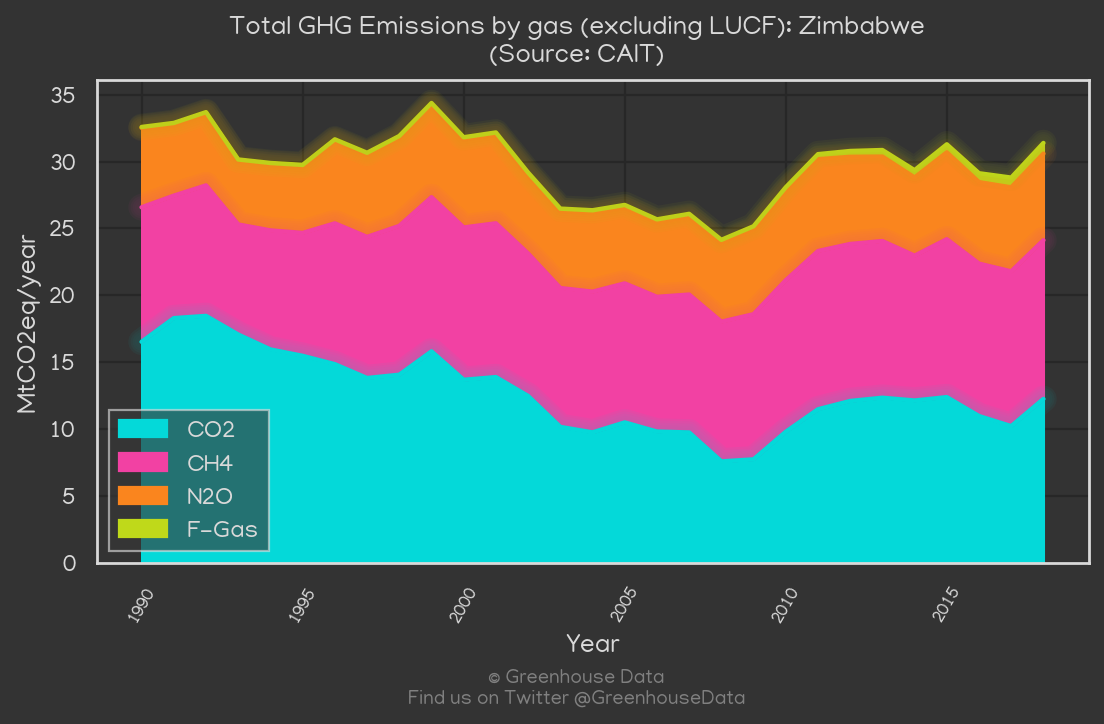 Total GHG Emissions by gas (excluding LUCF): Zimbabwe
(Source: CAIT)
35
30
25
20
15
10
5
0
MtCO2eq/year
CO2
CH4
N2O
F-Gas
1990
1995
2000
2005
2010
2015
Year
© Greenhouse Data
Find us on Twitter @GreenhouseData